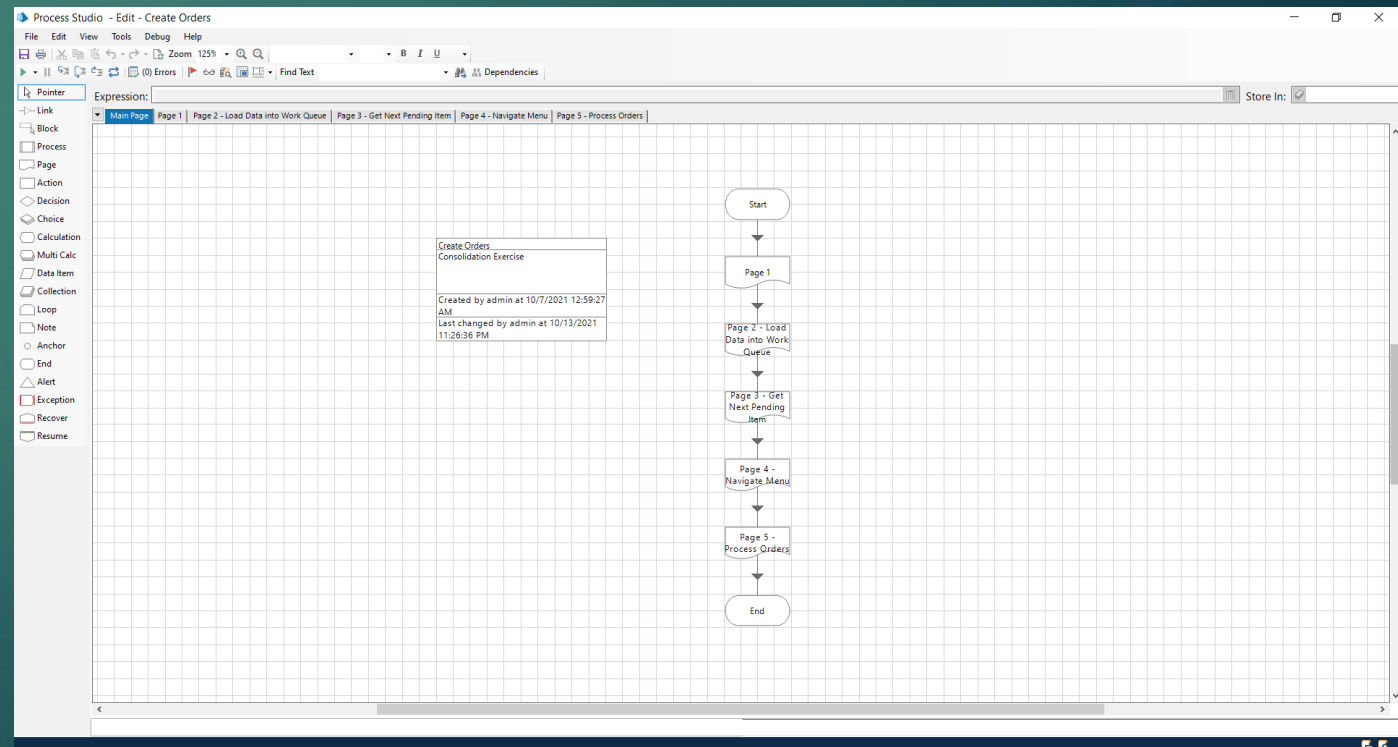 Process Studio - Edit - Create Orders
File Edit View Tools Debug Help
Zoom 125% B I U
(0) Errors Find Text Dependencies
Expression: Store In:
Main Page Page 1 Page 2 - Load Data into Work Queue Page 3 - Get Next Pending Item Page 4 - Navigate Menu Page 5 - Process Orders
Pointer
Link
Block
Process
Page
Action
Decision
Choice
Calculation
Multi Calc
Data Item
Collection
Loop
Note
Anchor
End
Alert
Exception
Recover
Resume
Create Orders
Consolidation Exercise
Created by admin at 10/7/2021 12:59:27
AM
Last changed by admin at 10/13/2021
11:26:36 PM
Start
Page 1
Page 2 - Load
Data into Work
Queue
Page 3 - Get
Next Pending
Item
Page 4 -
Navigate Menu
Page 5 -
Process Orders
End